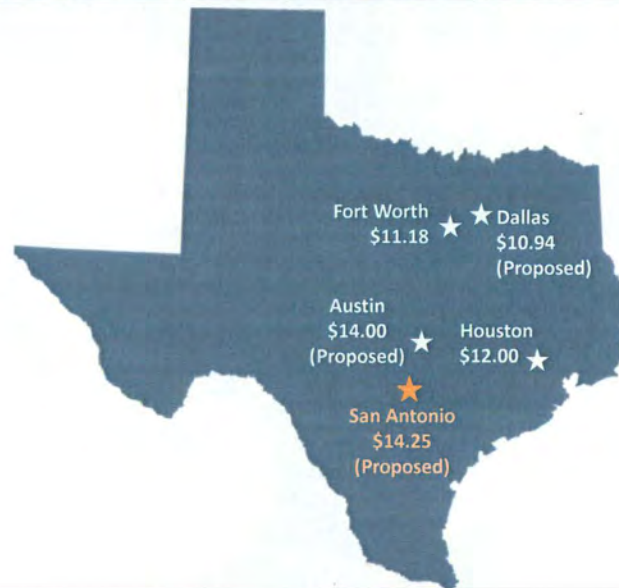 Fort Worth
$11.18
Dallas
$10.94
(Proposed)
Austin
$14.00
(Proposed)
Houston
$12.00
San Antonio
$14.25
(Proposed)